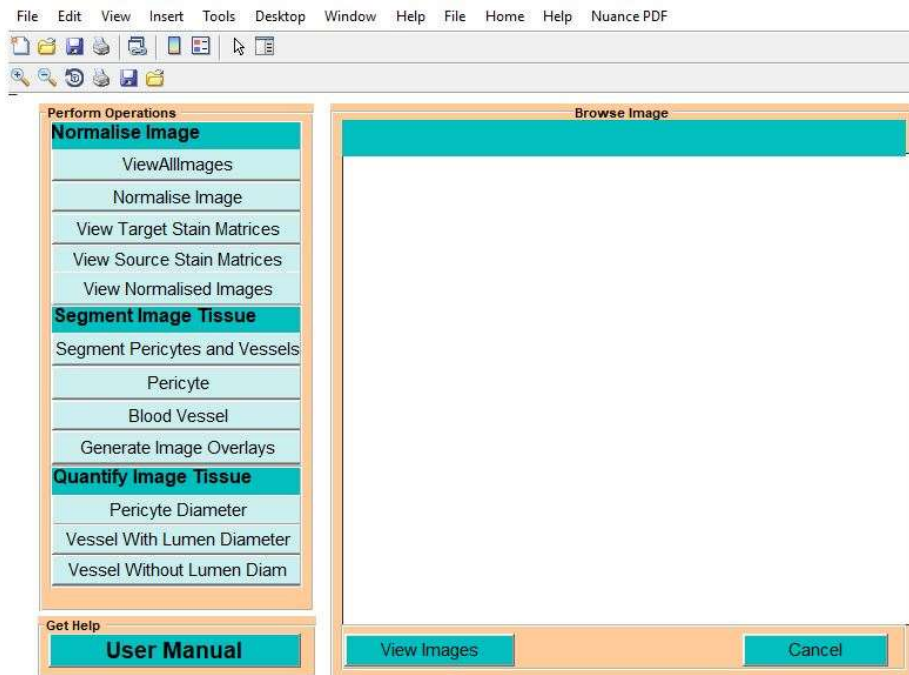 File Edit View Insert Tools Desktop Window Help File Home Help Nuance PDF
Perform Operations
Normalise Image
ViewAllImages
Normalise Image
View Target Stain Matrices
View Source Stain Matrices
View Normalised Images
Segment Image Tissue
Segment Pericytes and Vessels
Pericyte
Blood Vessel
Generate Image Overlays
Quantify Image Tissue
Pericyte Diameter
Vessel With Lumen Diameter
Vessel Without Lumen Diam
Get Help
User Manual
Browse Image
View Images Cancel